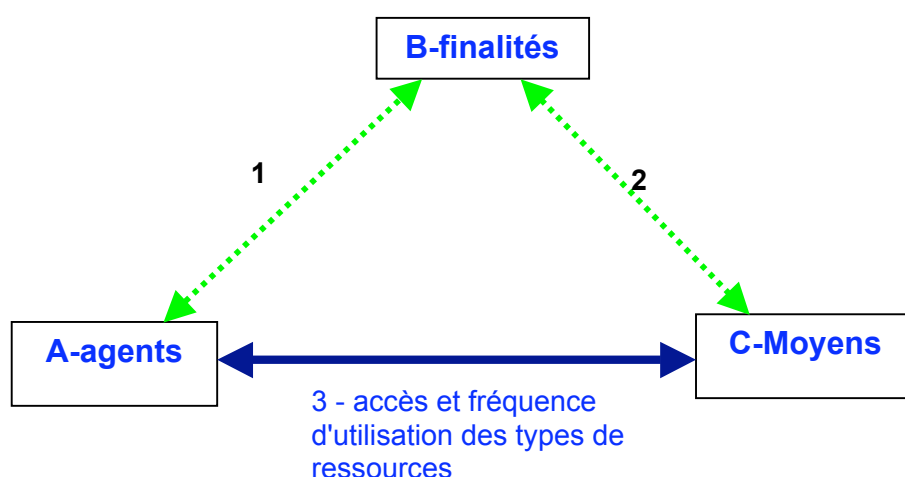 B-finalités
1
2
A-agents
C-Moyens
3 - accès et fréquence
d'utilisation des types de
ressources